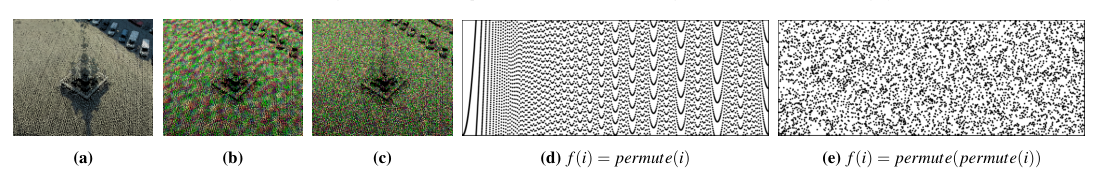 (a)
(b)
(c)
(d) f(i) = permute(i)
(e) f(i) = permute(permute(i))